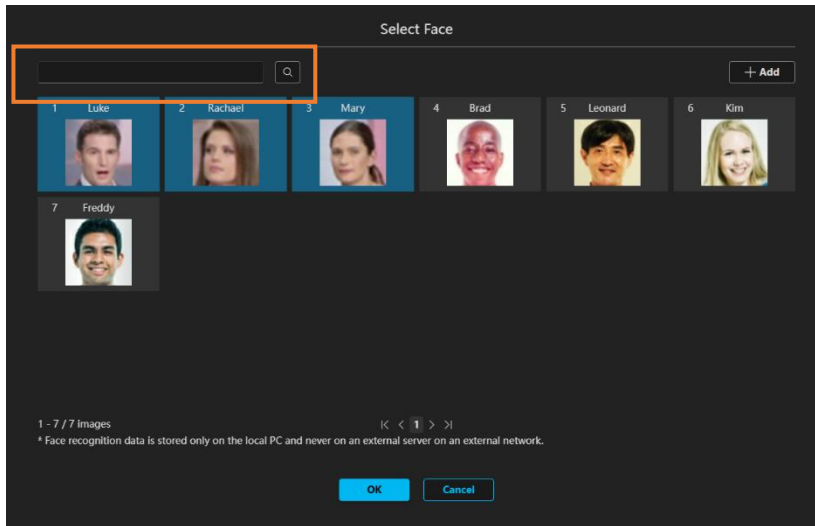 Select Face
+ Add
1 Luke
2 Rachael
3 Mary
4 Brad
5 Leonard
6 Kim
7 Freddy
1 - 7 / 7 images
1
* Face recognition data is stored only on the local PC and never on an external server on an external network.
OK
Cancel